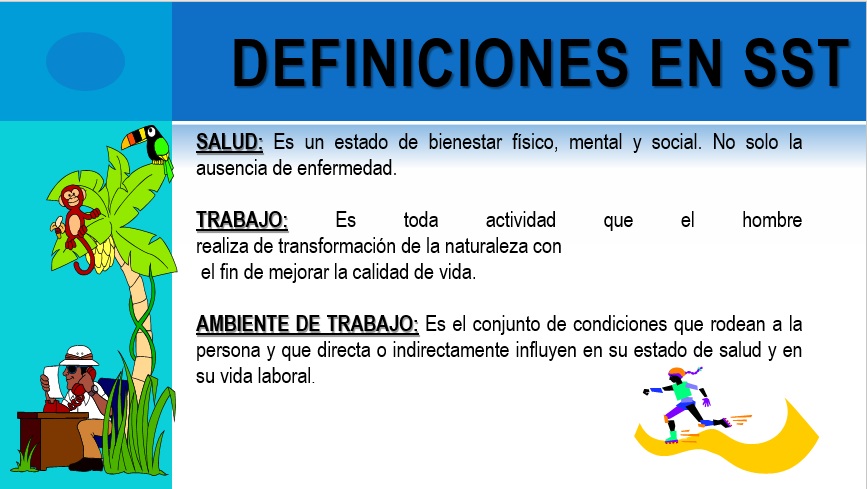 DEFINICIONES EN SST
SALUD: Es un estado de bienestar físico, mental y social. No solo la
ausencia de enfermedad.
TRABAJO: Es toda actividad que el hombre
realiza de transformación de la naturaleza con
el fin de mejorar la calidad de vida.
AMBIENTE DE TRABAJO: Es el conjunto de condiciones que rodean a la
persona y que directa o indirectamente influyen en su estado de salud y en
su vida laboral.